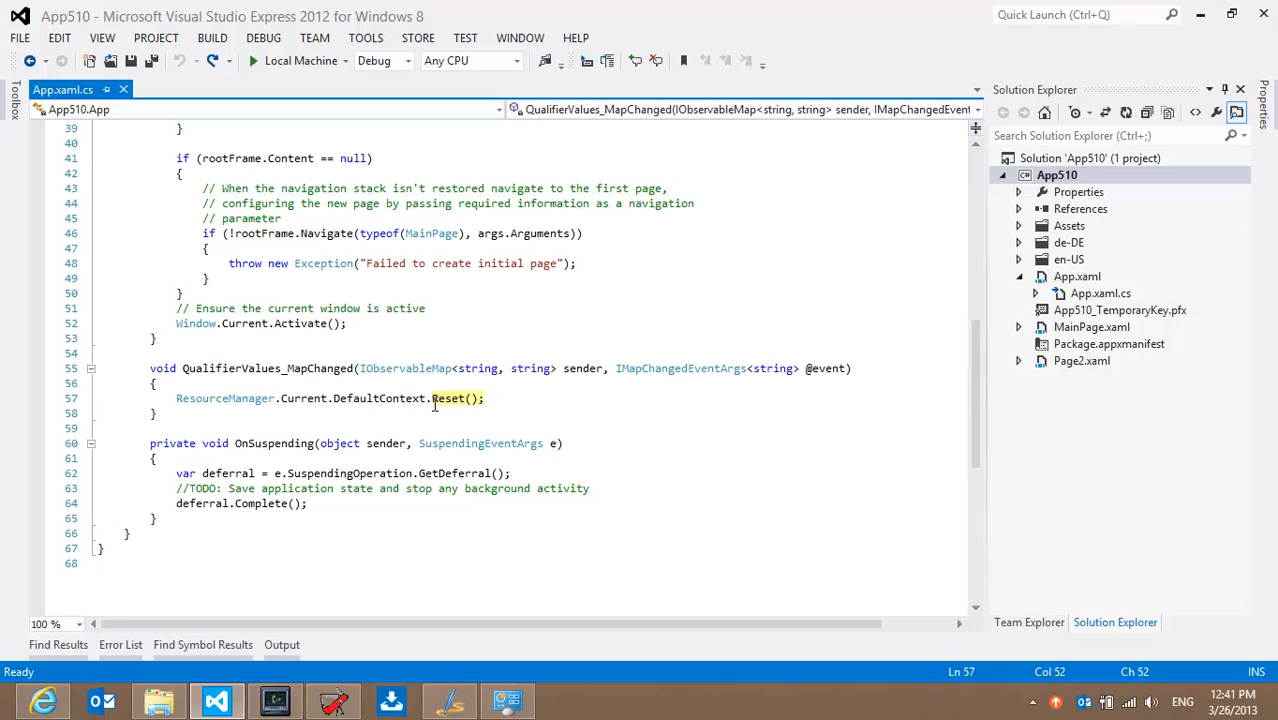 App510 - Microsoft Visual Studio Express 2012 for Windows 8
Quick Launch (Ctrl+Q)
FILE EDIT VIEW PROJECT BUILD DEBUG TEAM TOOLS STORE TEST WINDOW HELP
Local Machine Debug Any CPU
Toolbox
App.xaml.cs
App510.App
QualifierValues_MapChanged(IObservableMap<string, string> sender, IMapChangedEvent
39 }
40
41 if (rootFrame.Content == null)
42 {
43 // When the navigation stack isn't restored navigate to the first page,
44 // configuring the new page by passing required information as a navigation
45 // parameter
46 if (!rootFrame.Navigate(typeof(MainPage), args.Arguments))
47 {
48 throw new Exception("Failed to create initial page");
49 }
50 }
51 // Ensure the current window is active
52 Window.Current.Activate();
53 }
54
55 void QualifierValues_MapChanged(IObservableMap<string, string> sender, IMapChangedEventArgs<string> @event)
56 {
57 ResourceManager.Current.DefaultContext.Reset();
58 }
59
60 private void OnSuspending(object sender, SuspendingEventArgs e)
61 {
62 var deferral = e.SuspendingOperation.GetDeferral();
63 //TODO: Save application state and stop any background activity
64 deferral.Complete();
65 }
66 }
67 }
68
100 %
Solution Explorer
Search Solution Explorer (Ctrl+;)
Solution 'App510' (1 project)
App510
Properties
References
Assets
de-DE
en-US
App.xaml
App.xaml.cs
App510_TemporaryKey.pfx
MainPage.xaml
Package.appxmanifest
Page2.xaml
Team Explorer Solution Explorer
Properties
Find Results Error List Find Symbol Results Output
Ready Ln 57 Col 52 Ch 52 INS
ENG
12:41 PM
3/26/2013